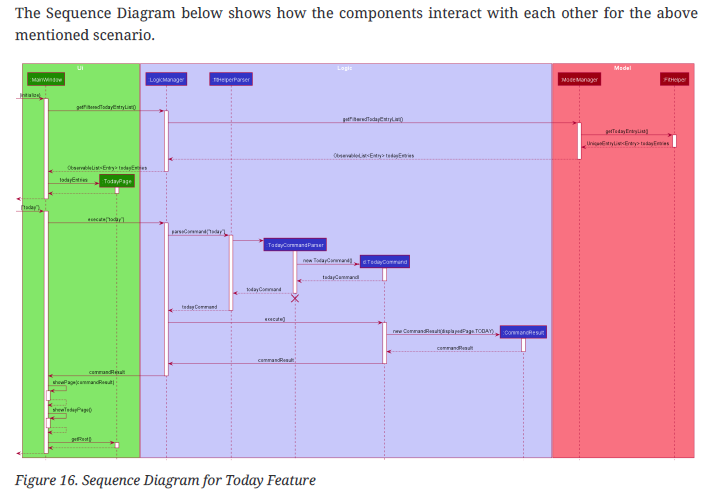 The Sequence Diagram below shows how the components interact with each other for the above
mentioned scenario.
UI
Logic
Model
:MainWindow
:LogicManager
:fitHelperParser
:ModelManager
:FitHelper
initialize()
getFilteredTodayEntryList()
getFilteredTodayEntryList()
getTodayEntryList()
UniqueEntryList<Entry> todayEntries
ObservableList<Entry> todayEntries
ObservableList<Entry> todayEntries
todayEntries
:TodayPage
("today")
execute("today")
parseCommand("today")
:TodayCommandParser
new TodayCommand()
d:TodayCommand
todayCommand
todayCommand
todayCommand
execute()
new CommandResult(displayedPage.TODAY)
:CommandResult
commandResult
commandResult
commandResult
showPage(commandResult)
showTodayPage()
getRoot()
Figure 16. Sequence Diagram for Today Feature